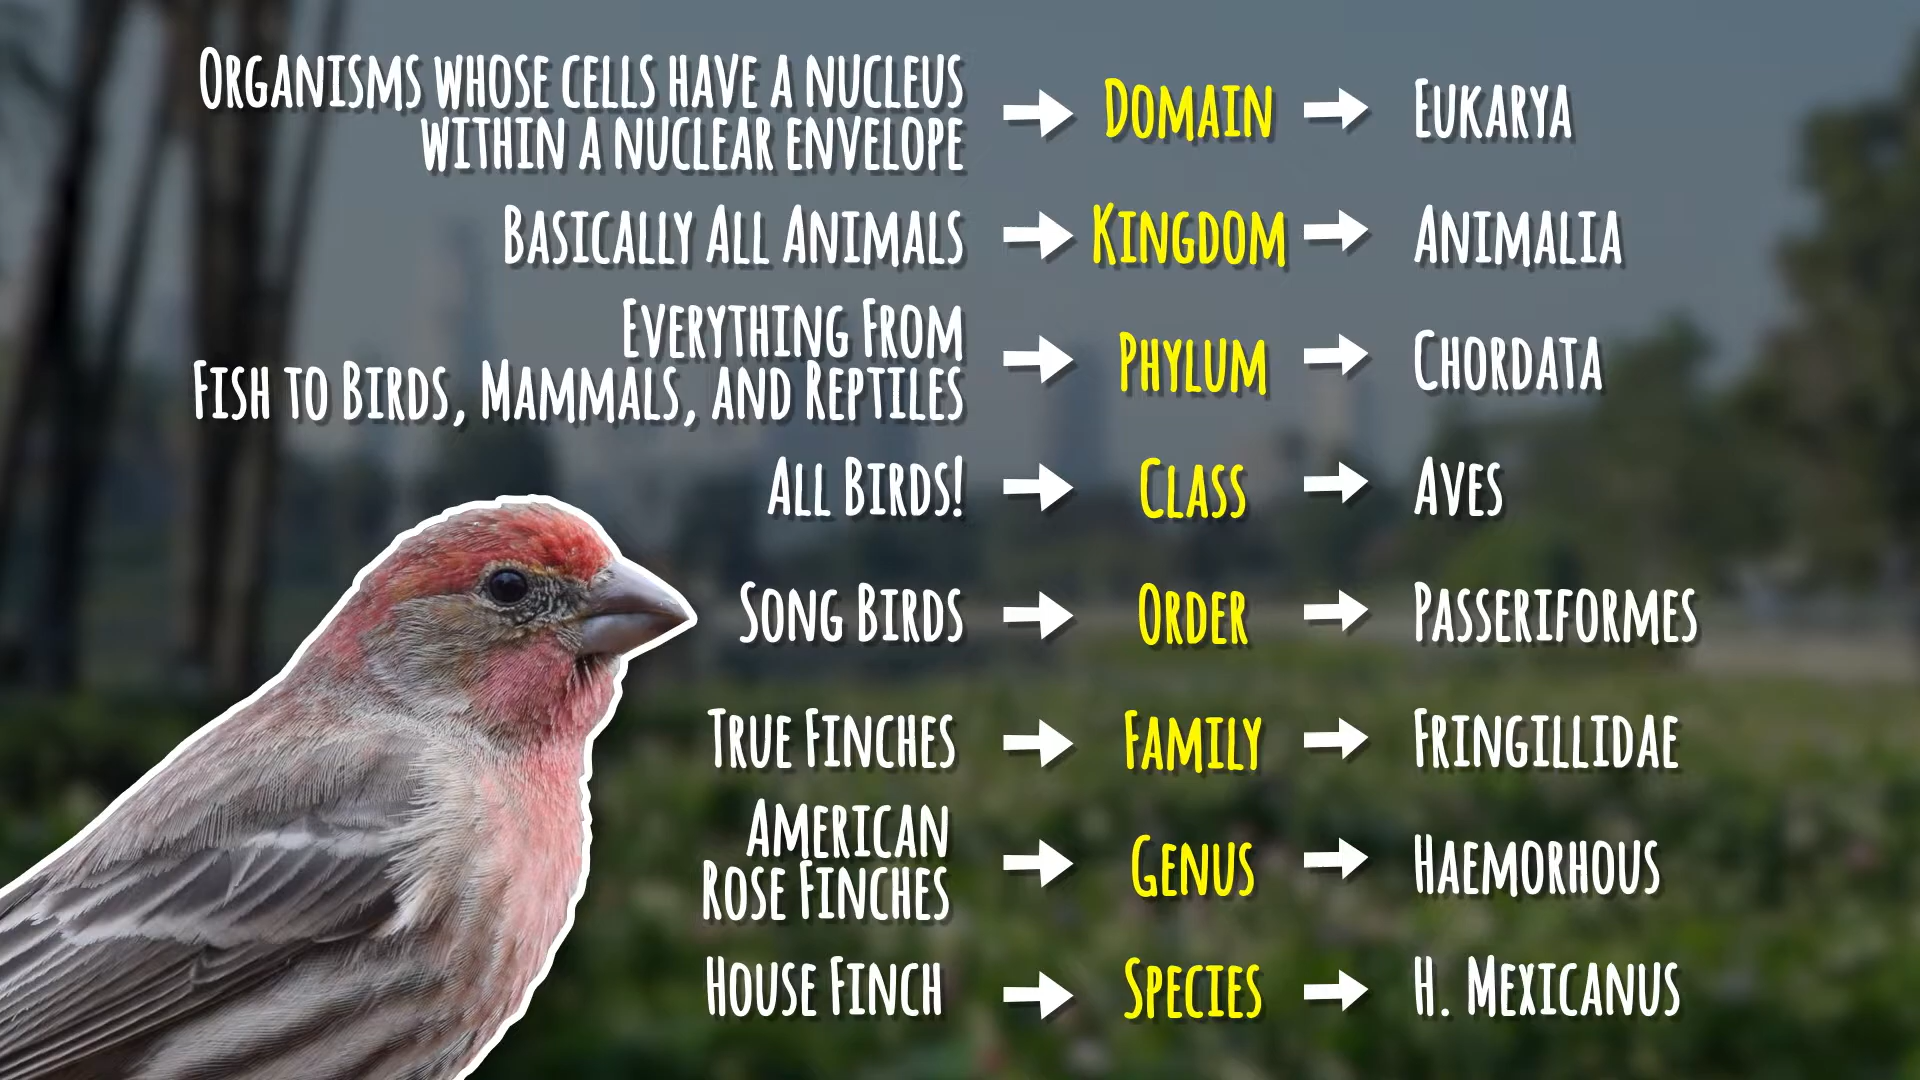 Organisms whose cells have a nucleus
within a nuclear envelope
Domain
Eukarya
Basically All Animals
Kingdom
Animalia
Everything From
Fish to Birds, Mammals, and Reptiles
Phylum
Chordata
All Birds!
Class
Aves
Song Birds
Order
Passeriformes
True Finches
Family
Fringillidae
American
Rose Finches
Genus
Haemorhous
House Finch
Species
H. Mexicanus